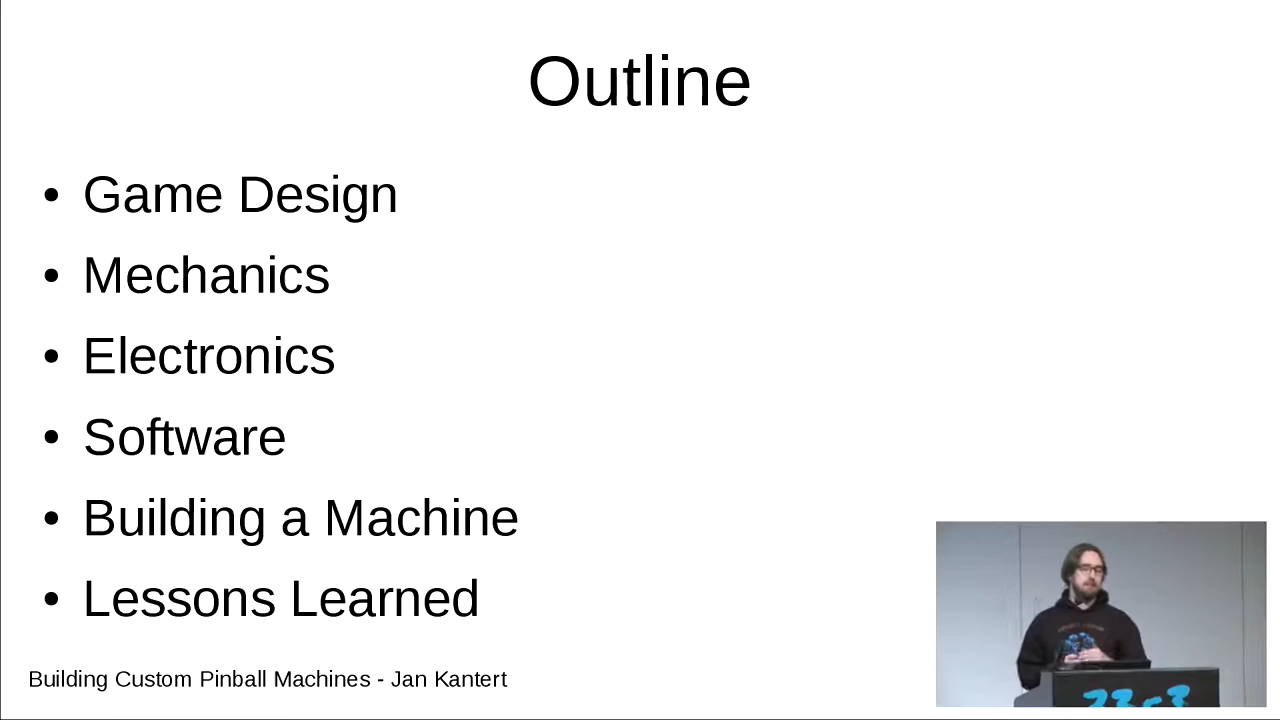 Outline
• Game Design
• Mechanics
• Electronics
• Software
• Building a Machine
• Lessons Learned
Building Custom Pinball Machines - Jan Kantert